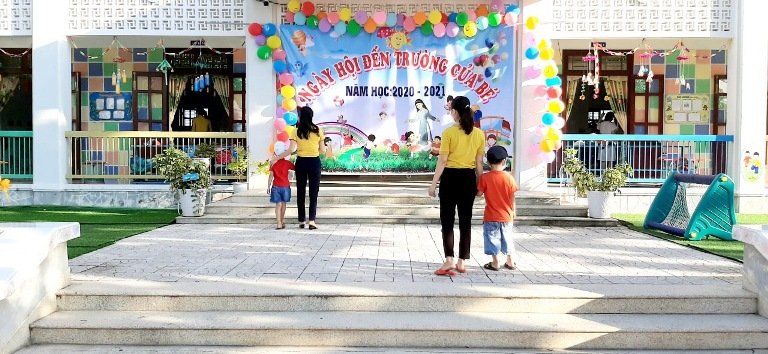 NGÀY HỘI ĐẾN TRƯỜNG CỦA BÉ
NĂM HỌC: 2020 - 2021